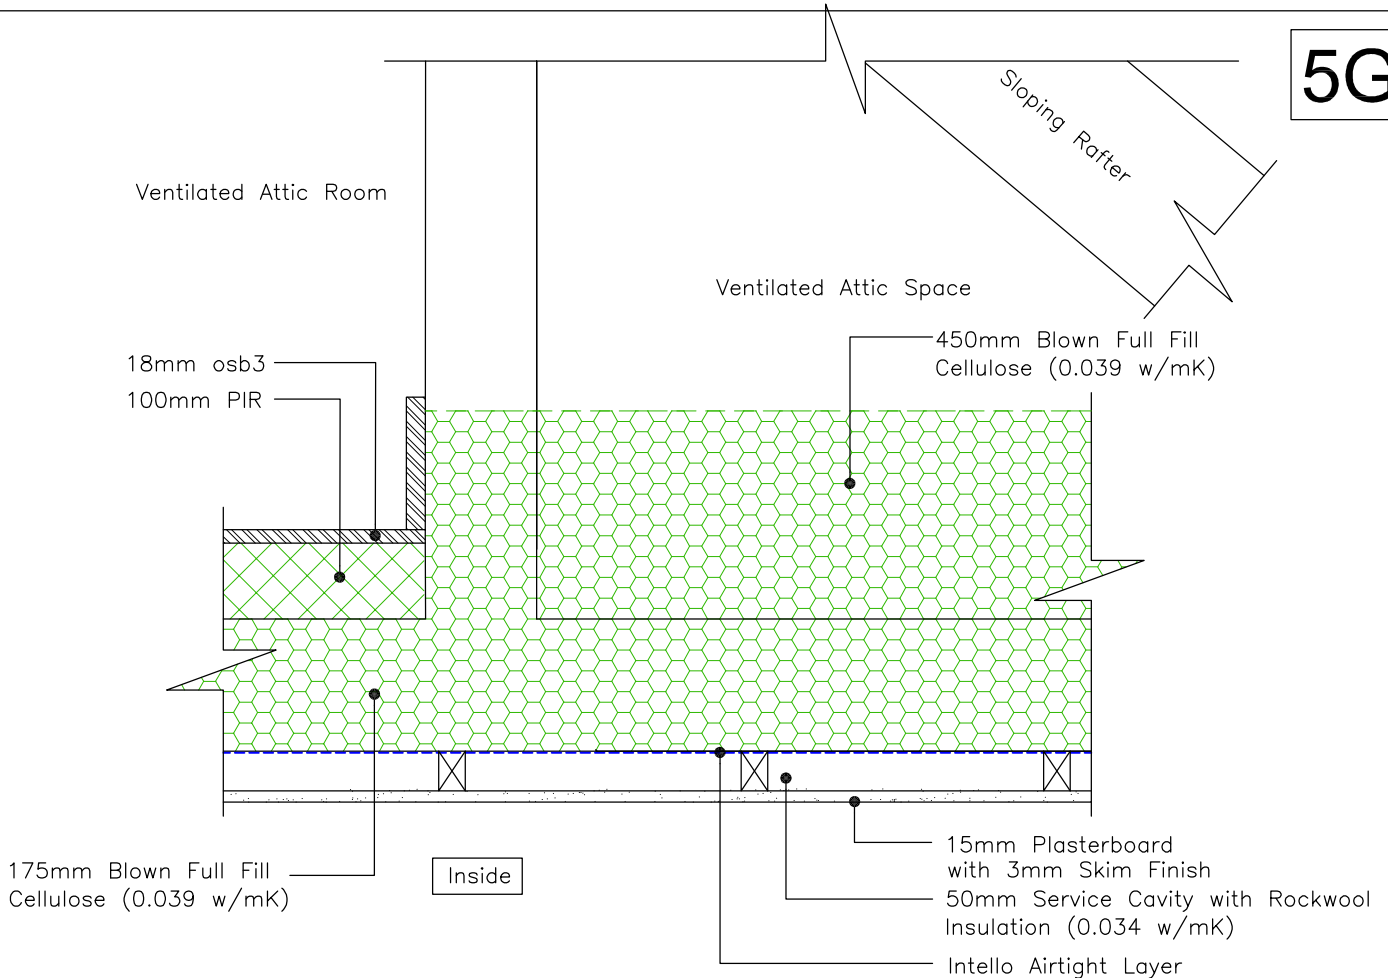 5G
Sloping Rafter
Ventilated Attic Room
Ventilated Attic Space
450mm Blown Full Fill
Cellulose (0.039 w/mK)
18mm osb3
100mm PIR
15mm Plasterboard
with 3mm Skim Finish
175mm Blown Full Fill
Cellulose (0.039 w/mK)
Inside
50mm Service Cavity with Rockwool
Insulation (0.034 w/mK)
Intello Airtight Layer